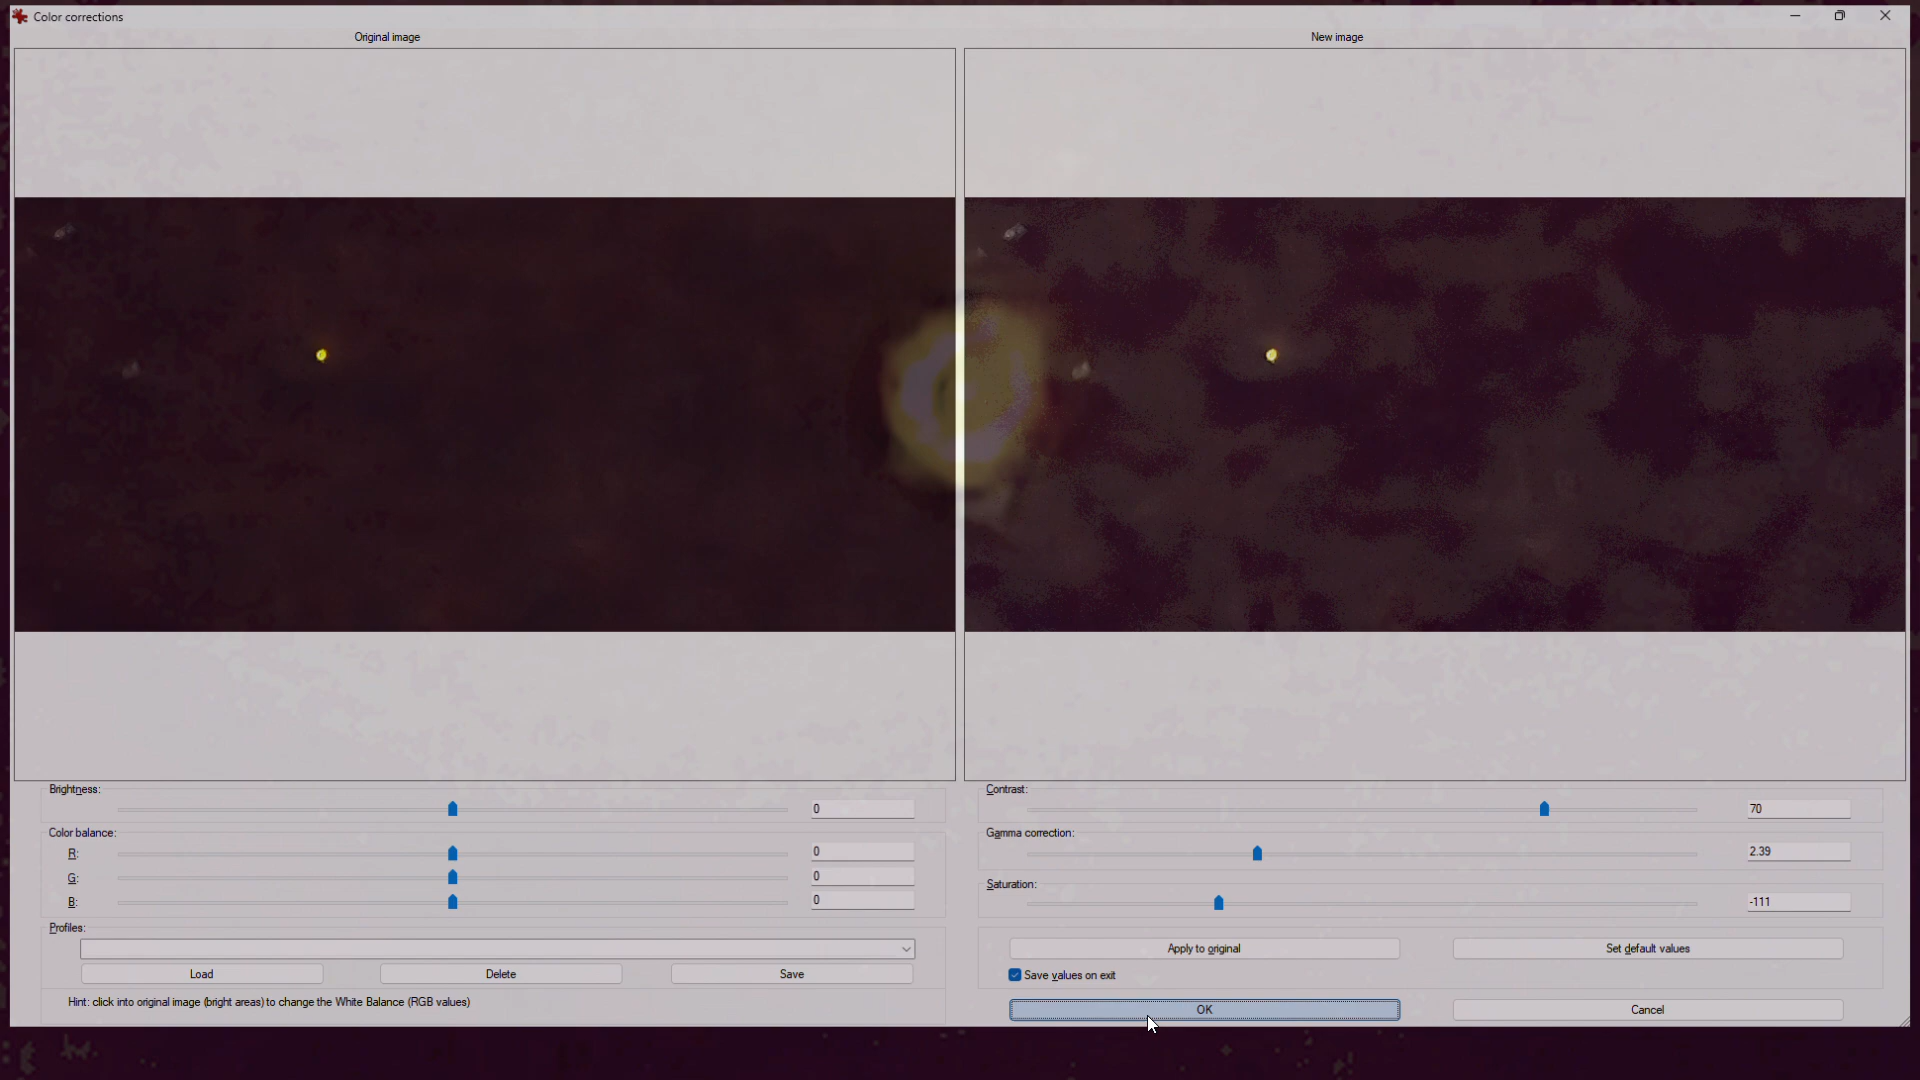 Color corrections
Original image
New image
Brightness:
0
Color balance:
R:
0
G:
0
B:
0
Profiles:
Load
Delete
Save
Hint: click into original image (bright areas) to change the White Balance (RGB values)
Contrast:
70
Gamma correction:
2.39
Saturation:
-111
Apply to original
Set default values
Save values on exit
OK
Cancel